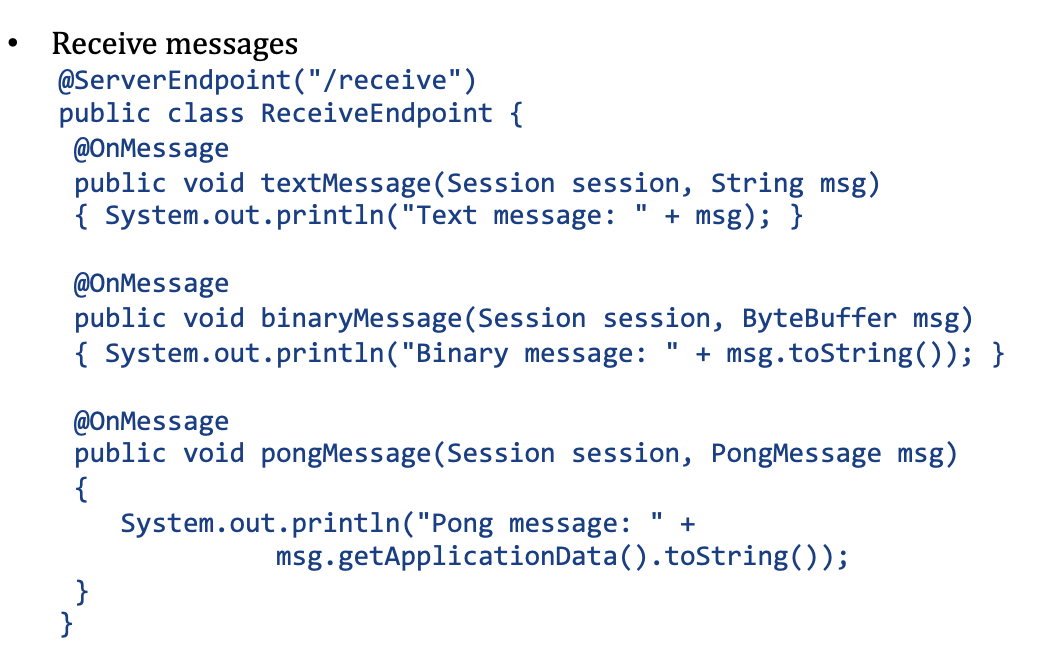 • Receive messages
@ServerEndpoint("/receive")
public class ReceiveEndpoint {
@OnMessage
public void textMessage(Session session, String msg)
{ System.out.println("Text message: " + msg); }
@OnMessage
public void binaryMessage(Session session, ByteBuffer msg)
{ System.out.println("Binary message: " + msg.toString()); }
@OnMessage
public void pongMessage(Session session, PongMessage msg)
{
System.out.println("Pong message: " +
msg.getApplicationData().toString());
}
}